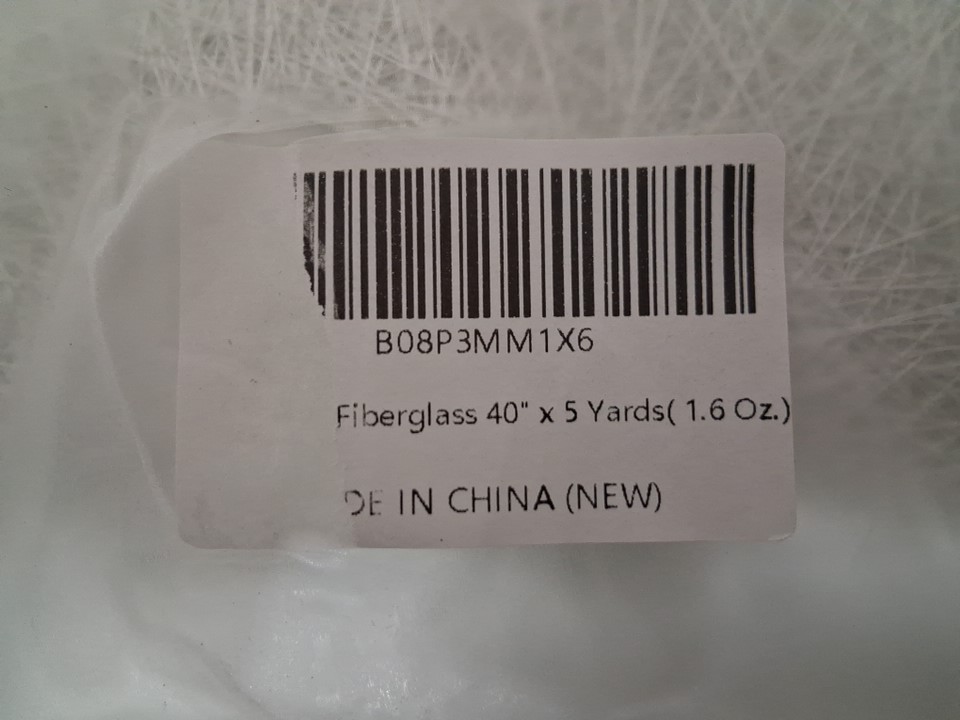 B08P3MM1X6
Fiberglass 40" x 5 Yards( 1.6 Oz.)
DE IN CHINA (NEW)